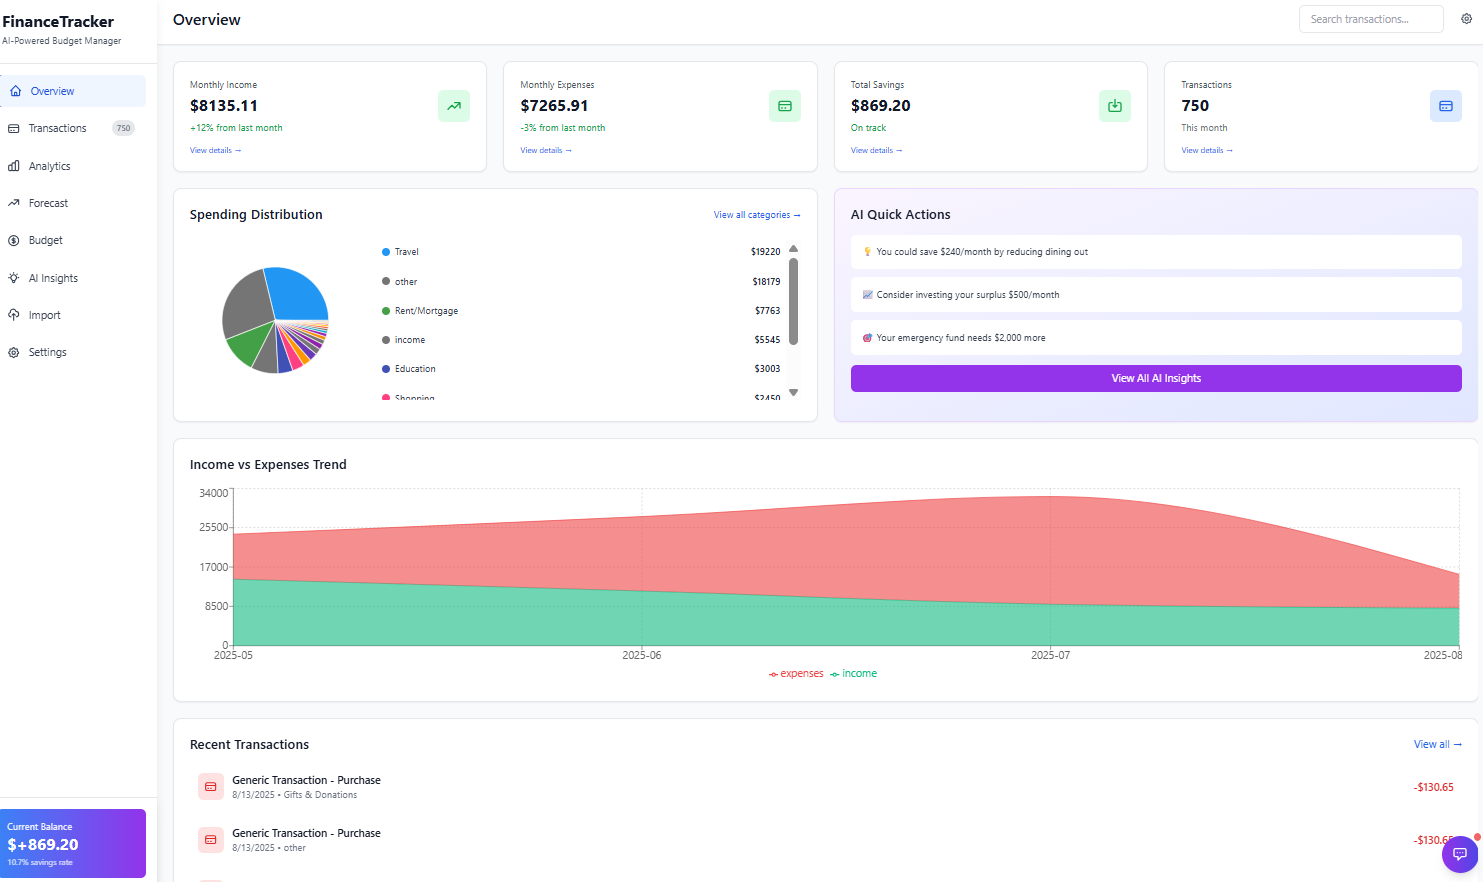 FinanceTracker
AI-Powered Budget Manager
Overview
Transactions 750
Analytics
Forecast
Budget
AI Insights
Import
Settings
Current Balance
$+869.20
10.7% savings rate
Overview
Search transactions...
Monthly Income
$8135.11
+12% from last month
View details →
Monthly Expenses
$7265.91
-3% from last month
View details →
Total Savings
$869.20
On track
View details →
Transactions
750
This month
View details →
Spending Distribution
View all categories →
Travel $19220
other $18179
Rent/Mortgage $7763
income $5545
Education $3003
Shopping $2450
AI Quick Actions
You could save $240/month by reducing dining out
Consider investing your surplus $500/month
Your emergency fund needs $2,000 more
View All AI Insights
Income vs Expenses Trend
34000
25500
17000
8500
0
2025-05 2025-06 2025-07 2025-08
expenses income
Recent Transactions
View all →
Generic Transaction - Purchase
8/13/2025 • Gifts & Donations
-$130.65
Generic Transaction - Purchase
8/13/2025 • other
-$130.65